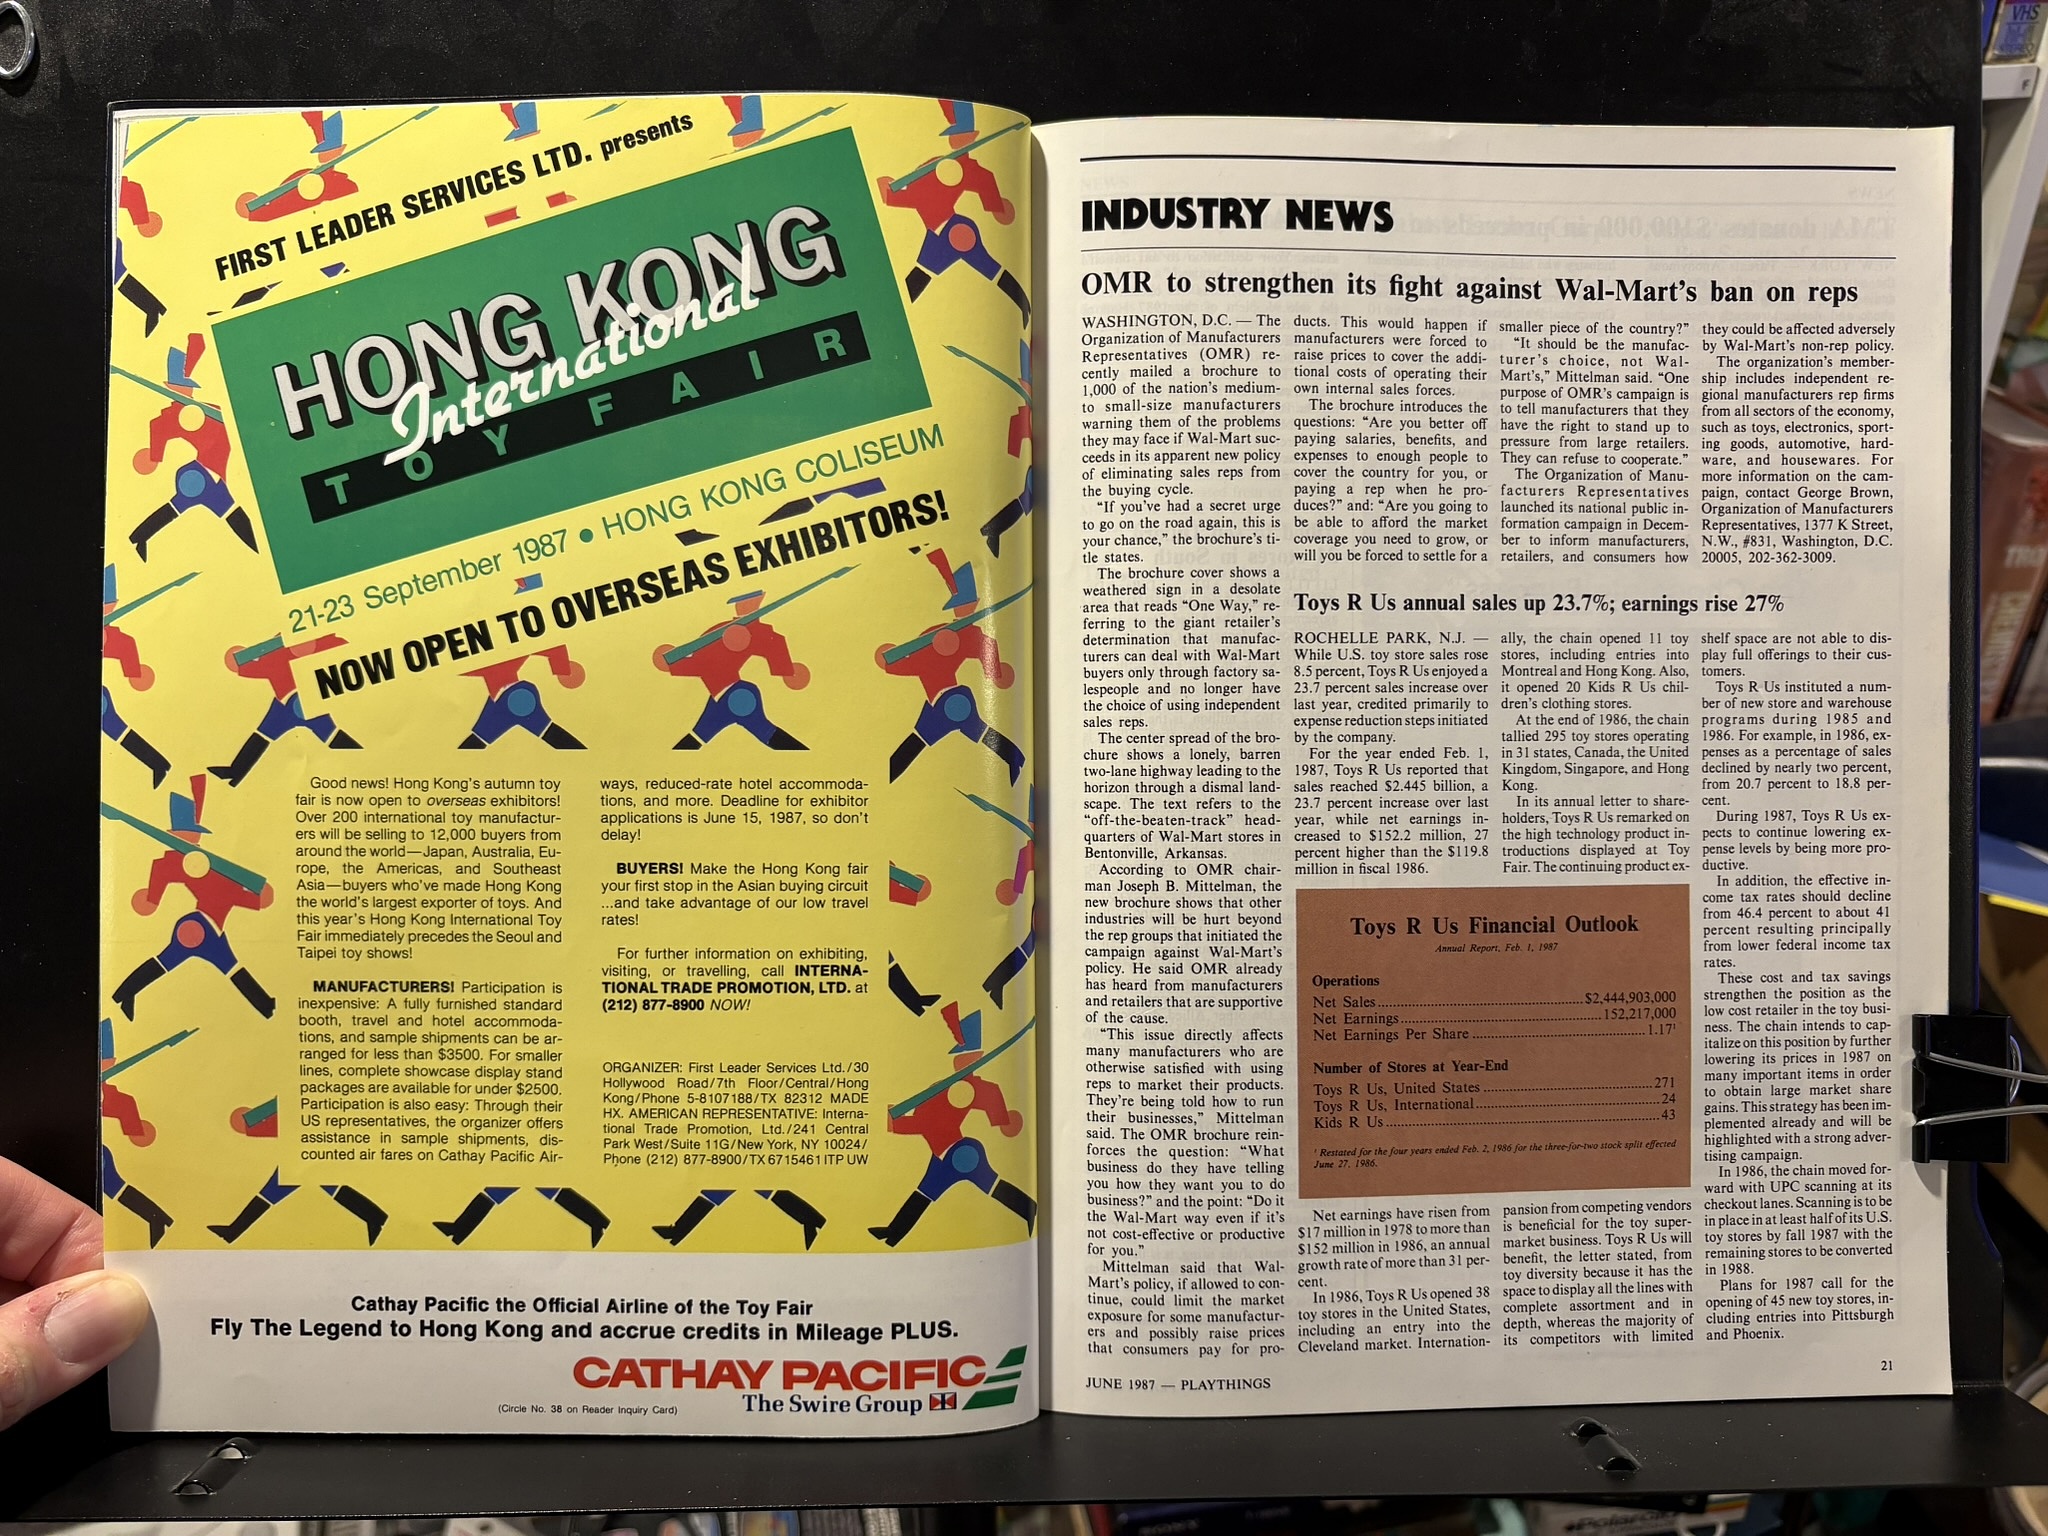 FIRST LEADER SERVICES LTD. presents
HONG KONG
International
TOY FAIR
21-23 September 1987 • HONG KONG COLISEUM
NOW OPEN TO OVERSEAS EXHIBITORS!
Good news! Hong Kong's autumn toy
fair is now open to overseas exhibitors!
Over 200 international toy manufactur-
ers will be selling to 12,000 buyers from
around the world—Japan, Australia, Eu-
rope, the Americas, and Southeast
Asia—buyers who've made Hong Kong
the world's largest exporter of toys. And
this year's Hong Kong International Toy
Fair immediately precedes the Seoul and
Taipei toy shows!
MANUFACTURERS! Participation is
inexpensive: A fully furnished standard
booth, travel and hotel accommoda-
tions, and sample shipments can be ar-
ranged for less than $3500. For smaller
lines, complete showcase display stand
packages are available for under $2500.
Participation is also easy: Through their
US representatives, the organizer offers
assistance in sample shipments, dis-
counted air fares on Cathay Pacific Air-
ways, reduced-rate hotel accommoda-
tions, and more. Deadline for exhibitor
applications is June 15, 1987, so don't
delay!
BUYERS! Make the Hong Kong fair
your first stop in the Asian buying circuit
...and take advantage of our low travel
rates!
For further information on exhibiting,
visiting, or travelling, call INTERNA-
TIONAL TRADE PROMOTION, LTD. at
(212) 877-8900 NOW!
ORGANIZER: First Leader Services Ltd./30
Hollywood Road/7th Floor/Central/Hong
Kong/Phone 5-8107188/TX 82312 MADE
HX. AMERICAN REPRESENTATIVE: Interna-
tional Trade Promotion, Ltd./241 Central
Park West/Suite 11G/New York, NY 10024/
Phone (212) 877-8900/TX 6715461 ITP UW
Cathay Pacific the Official Airline of the Toy Fair
Fly The Legend to Hong Kong and accrue credits in Mileage PLUS.
CATHAY PACIFIC
The Swire Group
(Circle No. 38 on Reader Inquiry Card)
INDUSTRY NEWS
OMR to strengthen its fight against Wal-Mart's ban on reps
WASHINGTON, D.C. — The
Organization of Manufacturers
Representatives (OMR) re-
cently mailed a brochure to
1,000 of the nation's medium-
to small-size manufacturers
warning them of the problems
they may face if Wal-Mart suc-
ceeds in its apparent new policy
of eliminating sales reps from
the buying cycle.
"If you've had a secret urge
to go on the road again, this is
your chance," the brochure's ti-
tle states.
The brochure cover shows a
weathered sign in a desolate
area that reads "One Way," re-
ferring to the giant retailer's
determination that manufac-
turers can deal with Wal-Mart
buyers only through factory sa-
lespeople and no longer have
the choice of using independent
sales reps.
The center spread of the bro-
chure shows a lonely, barren
two-lane highway leading to the
horizon through a dismal land-
scape. The text refers to the
"off-the-beaten-track" head-
quarters of Wal-Mart stores in
Bentonville, Arkansas.
According to OMR chair-
man Joseph B. Mittelman, the
new brochure shows that other
industries will be hurt beyond
the rep groups that initiated the
campaign against Wal-Mart's
policy. He said OMR already
has heard from manufacturers
and retailers that are supportive
of the cause.
"This issue directly affects
many manufacturers who are
otherwise satisfied with using
reps to market their products.
They're being told how to run
their businesses," Mittelman
said. The OMR brochure rein-
forces the question: "What
business do they have telling
you how they want you to do
business?" and the point: "Do it
the Wal-Mart way even if it's
not cost-effective or productive
for you."
Mittelman said that Wal-
Mart's policy, if allowed to con-
tinue, could limit the market
exposure for some manufactur-
ers and possibly raise prices
that consumers pay for pro-
ducts. This would happen if
manufacturers were forced to
raise prices to cover the addi-
tional costs of operating their
own internal sales forces.
The brochure introduces the
questions: "Are you better off
paying salaries, benefits, and
expenses to enough people to
cover the country for you, or
paying a rep when he pro-
duces?" and: "Are you going to
be able to afford the market
coverage you need to grow, or
will you be forced to settle for a
smaller piece of the country?"
"It should be the manufac-
turer's choice, not Wal-
Mart's," Mittelman said. "One
purpose of OMR's campaign is
to tell manufacturers that they
have the right to stand up to
pressure from large retailers.
They can refuse to cooperate."
The Organization of Manu-
facturers Representatives
launched its national public in-
formation campaign in Decem-
ber to inform manufacturers,
retailers, and consumers how
they could be affected adversely
by Wal-Mart's non-rep policy.
The organization's member-
ship includes independent re-
gional manufacturers rep firms
from all sectors of the economy,
such as toys, electronics, sport-
ing goods, automotive, hard-
ware, and housewares. For
more information on the cam-
paign, contact George Brown,
Organization of Manufacturers
Representatives, 1377 K Street,
N.W., #831, Washington, D.C.
20005, 202-362-3009.
Toys R Us annual sales up 23.7%; earnings rise 27%
ROCHELLE PARK, N.J. —
While U.S. toy store sales rose
8.5 percent, Toys R Us enjoyed a
23.7 percent sales increase over
last year, credited primarily to
expense reduction steps initiated
by the company.
For the year ended Feb. 1,
1987, Toys R Us reported that
sales reached $2.445 billion, a
23.7 percent increase over last
year, while net earnings in-
creased to $152.2 million, 27
percent higher than the $119.8
million in fiscal 1986.
Toys R Us Financial Outlook
Annual Report, Feb. 1, 1987
Operations
Net Sales $2,444,903,000
Net Earnings 152,217,000
Net Earnings Per Share 1.17¹
Number of Stores at Year-End
Toys R Us, United States 271
Toys R Us, International 24
Kids R Us 43
¹ Restated for the four years ended Feb. 2, 1986 for the three-for-two stock split effected
June 27, 1986.
Net earnings have risen from
$17 million in 1978 to more than
$152 million in 1986, an annual
growth rate of more than 31 per-
cent.
In 1986, Toys R Us opened 38
toy stores in the United States,
including an entry into the
Cleveland market. Internation-
ally, the chain opened 11 toy
stores, including entries into
Montreal and Hong Kong. Also,
it opened 20 Kids R Us chil-
dren's clothing stores.
At the end of 1986, the chain
tallied 295 toy stores operating
in 31 states, Canada, the United
Kingdom, Singapore, and Hong
Kong.
In its annual letter to share-
holders, Toys R Us remarked on
the high technology product in-
troductions displayed at Toy
Fair. The continuing product ex-
pansion from competing vendors
is beneficial for the toy super-
market business. Toys R Us will
benefit, the letter stated, from
toy diversity because it has the
space to display all the lines with
complete assortment and in
depth, whereas the majority of
its competitors with limited
shelf space are not able to dis-
play full offerings to their cus-
tomers.
Toys R Us instituted a num-
ber of new store and warehouse
programs during 1985 and
1986. For example, in 1986, ex-
penses as a percentage of sales
declined by nearly two percent,
from 20.7 percent to 18.8 per-
cent.
During 1987, Toys R Us ex-
pects to continue lowering ex-
pense levels by being more pro-
ductive.
In addition, the effective in-
come tax rates should decline
from 46.4 percent to about 41
percent resulting principally
from lower federal income tax
rates.
These cost and tax savings
strengthen the position as the
low cost retailer in the toy busi-
ness. The chain intends to cap-
italize on this position by further
lowering its prices in 1987 on
many important items in order
to obtain large market share
gains. This strategy has been im-
plemented already and will be
highlighted with a strong adver-
tising campaign.
In 1986, the chain moved for-
ward with UPC scanning at its
checkout lanes. Scanning is to be
in place in at least half of its U.S.
toy stores by fall 1987 with the
remaining stores to be converted
in 1988.
Plans for 1987 call for the
opening of 45 new toy stores, in-
cluding entries into Pittsburgh
and Phoenix.
JUNE 1987 — PLAYTHINGS
21
VHS